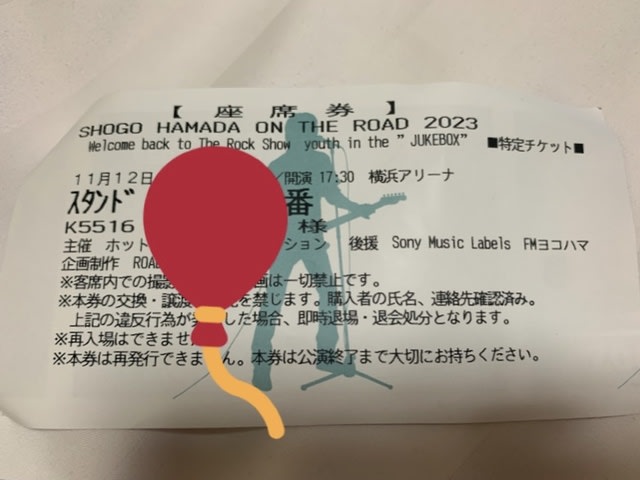 【 座 席 券 】
SHOGO HAMADA ON THE ROAD 2023
Welcome back to The Rock Show youth in the "JUKEBOX" ■特定チケット■
11月12日 /開演 17:30 横浜アリーナ
ｽﾀﾝﾄﾞ 番
K5516 様
主催 ホット ション 後援 Sony Music Labels FMヨコハマ
企画制作 ROA
※客席内での撮 画は一切禁止です。
※本券の交換・譲渡 を禁じます。購入者の氏名、連絡先確認済み。
上記の違反行為が した場合、即時退場・退会処分となります。
※再入場はできませ
※本券は再発行できま ん。本券は公演終了まで大切にお持ちください。